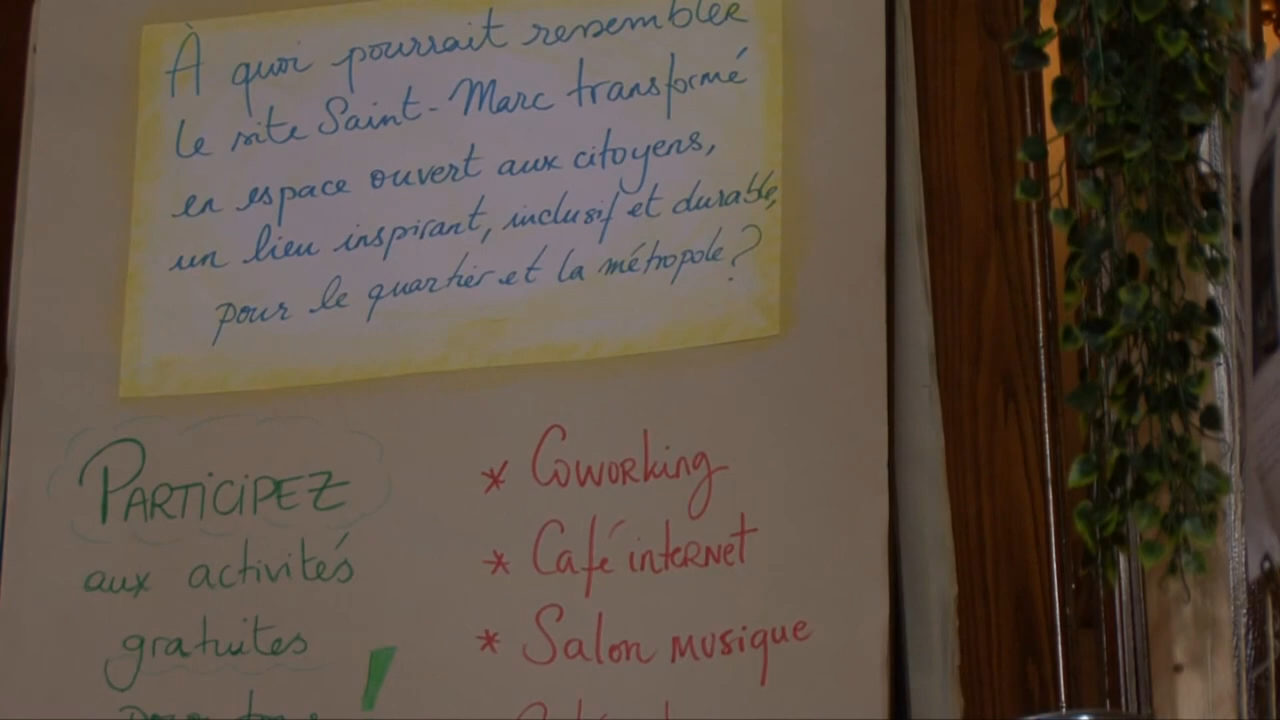 À quoi pourrait ressembler
le site Saint-Marc transformé
en espace ouvert aux citoyens,
un lieu inspirant, inclusif et durable,
pour le quartier et la métropole ?
PARTICIPEZ
aux activités
gratuites
* Coworking
* Café internet
* Salon musique